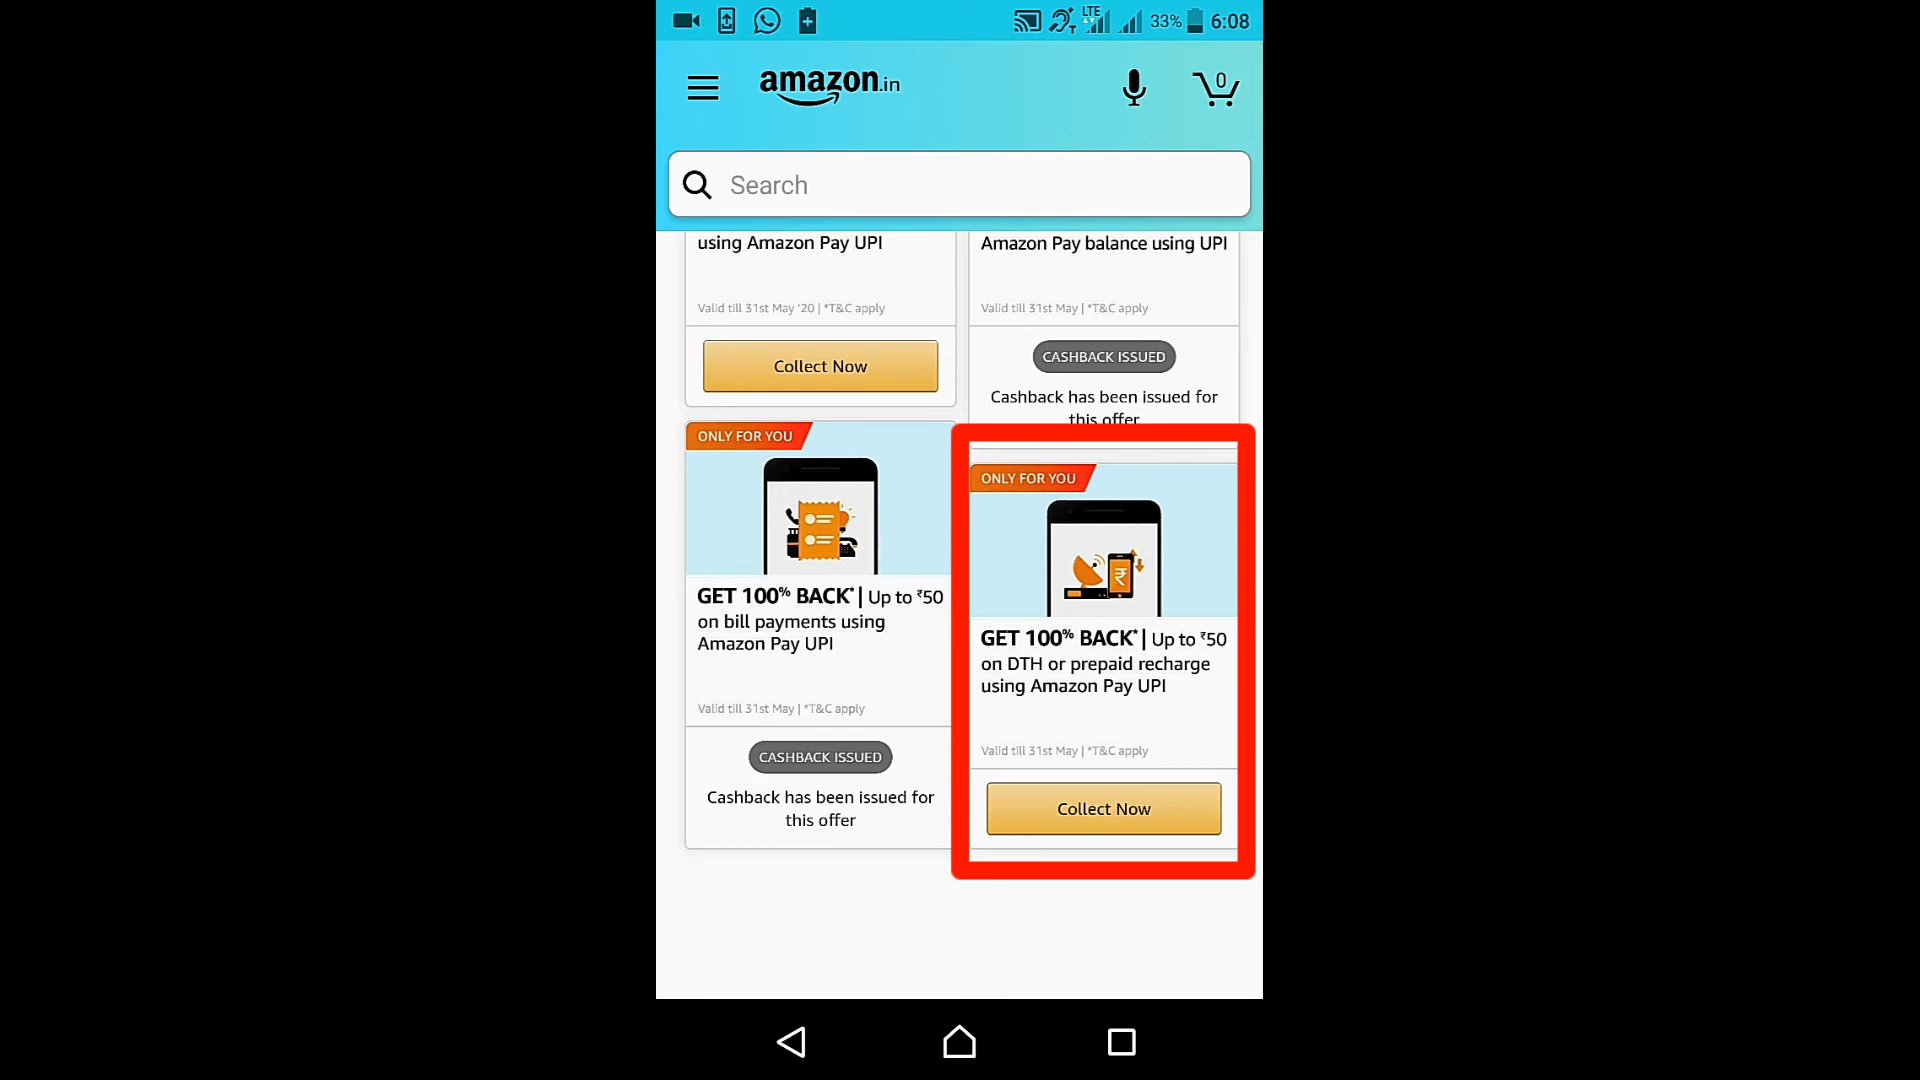 LTE
33%
6:08
amazon.in
0
Search
using Amazon Pay UPI
Valid till 31st May '20 | *T&C apply
Collect Now
Amazon Pay balance using UPI
Valid till 31st May | *T&C apply
CASHBACK ISSUED
Cashback has been issued for
this offer
ONLY FOR YOU
GET 100% BACK* | Up to ₹50
on bill payments using
Amazon Pay UPI
Valid till 31st May | *T&C apply
CASHBACK ISSUED
Cashback has been issued for
this offer
ONLY FOR YOU
₹
GET 100% BACK* | Up to ₹50
on DTH or prepaid recharge
using Amazon Pay UPI
Valid till 31st May | *T&C apply
Collect Now